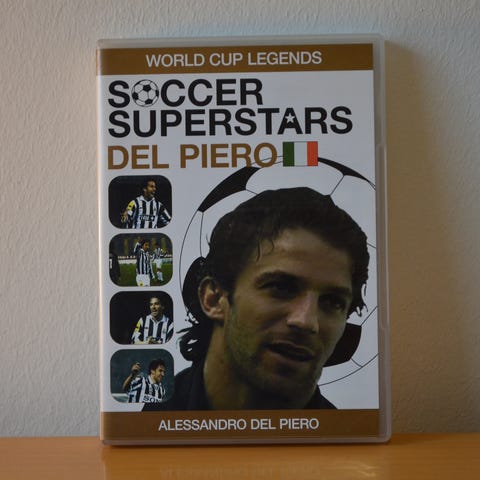 WORLD CUP LEGENDS
SOCCER
SUPERSTARS
DEL PIERO
ALESSANDRO DEL PIERO